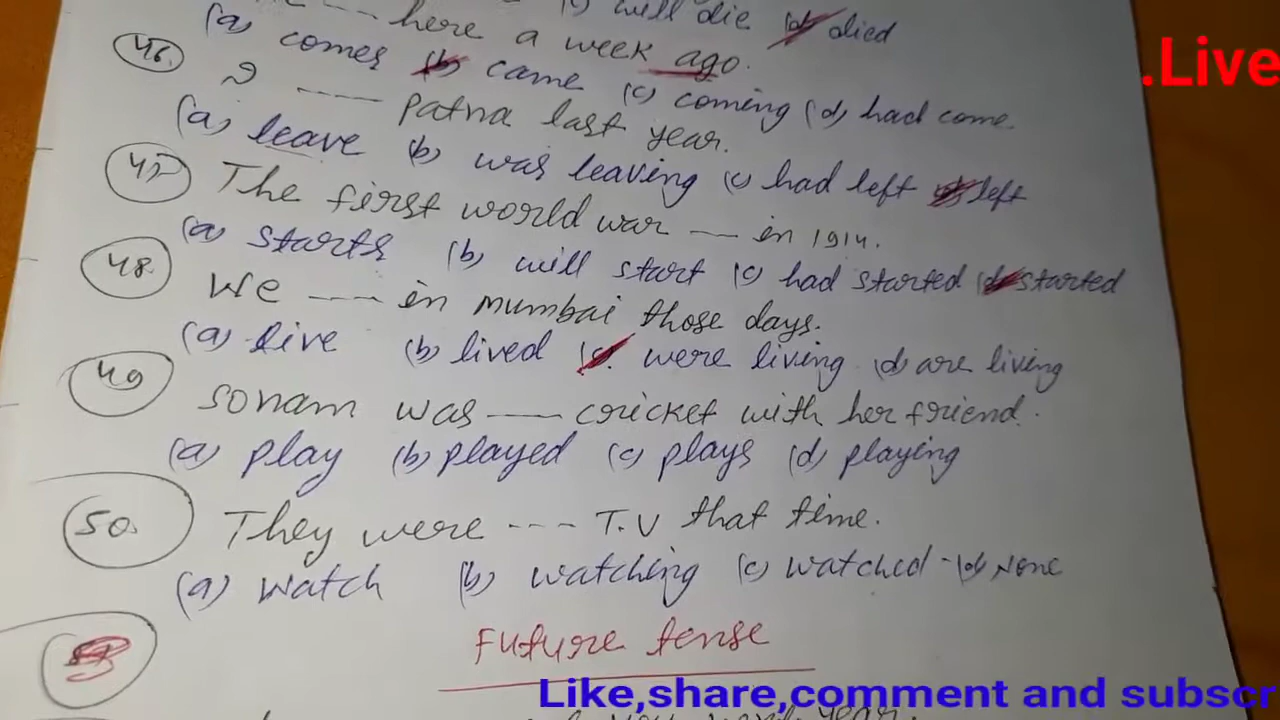 (c) will die (d) died
---- here a week ago.
(a) comes (b) came (c) coming (d) had come.
46.
---- Patna last year.
(a) leave (b) was leaving (c) had left (d) left
The first world war --- in 1914.
(a) starts (b) will start (c) had started (d) started
48.
We ---- in Mumbai those days.
(a) live (b) lived (c) were living (d) are living
49
Sonam was ---- cricket with her friend.
(a) play (b) played (c) plays (d) playing
50.
They were ---- T.V that time.
(a) watch (b) watching (c) watched (d) None
Future tense
year.
.Live
Like,share,comment and subscr